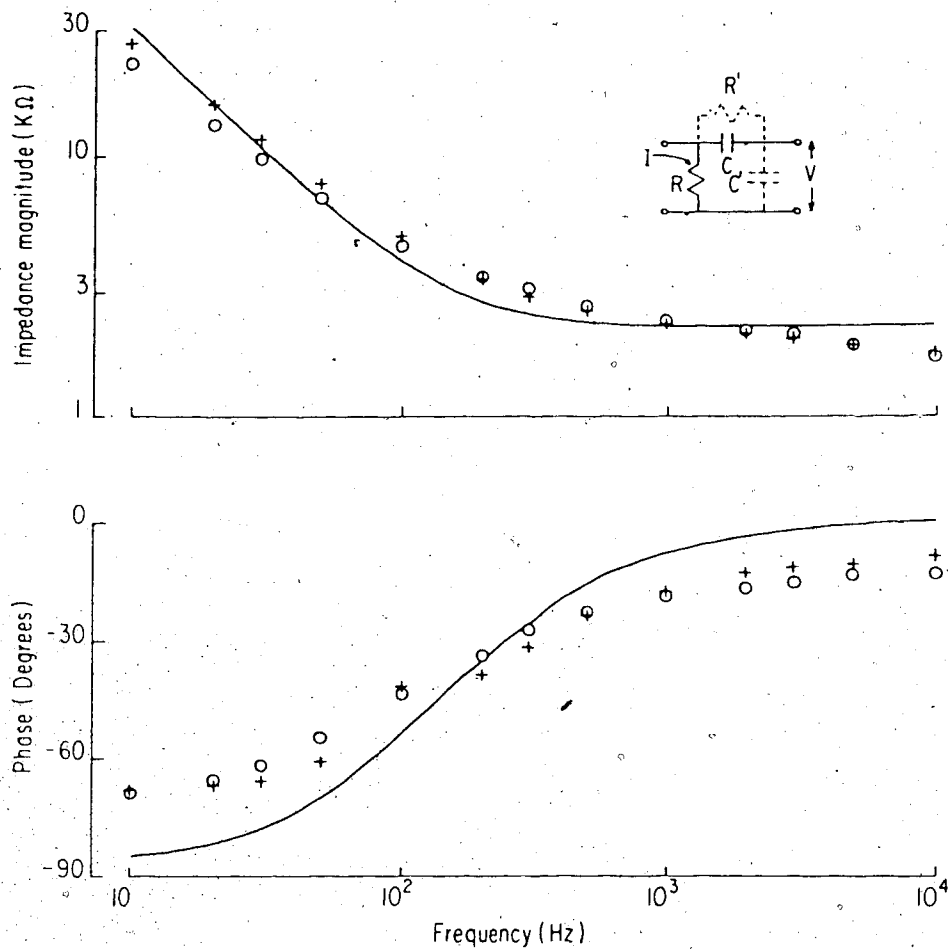 30
10
3
1
Impedance magnitude (KΩ)
R'
I
R
C
C'
V
0
-30
-60
-90
Phase (Degrees)
10
10²
10³
10⁴
Frequency (Hz)